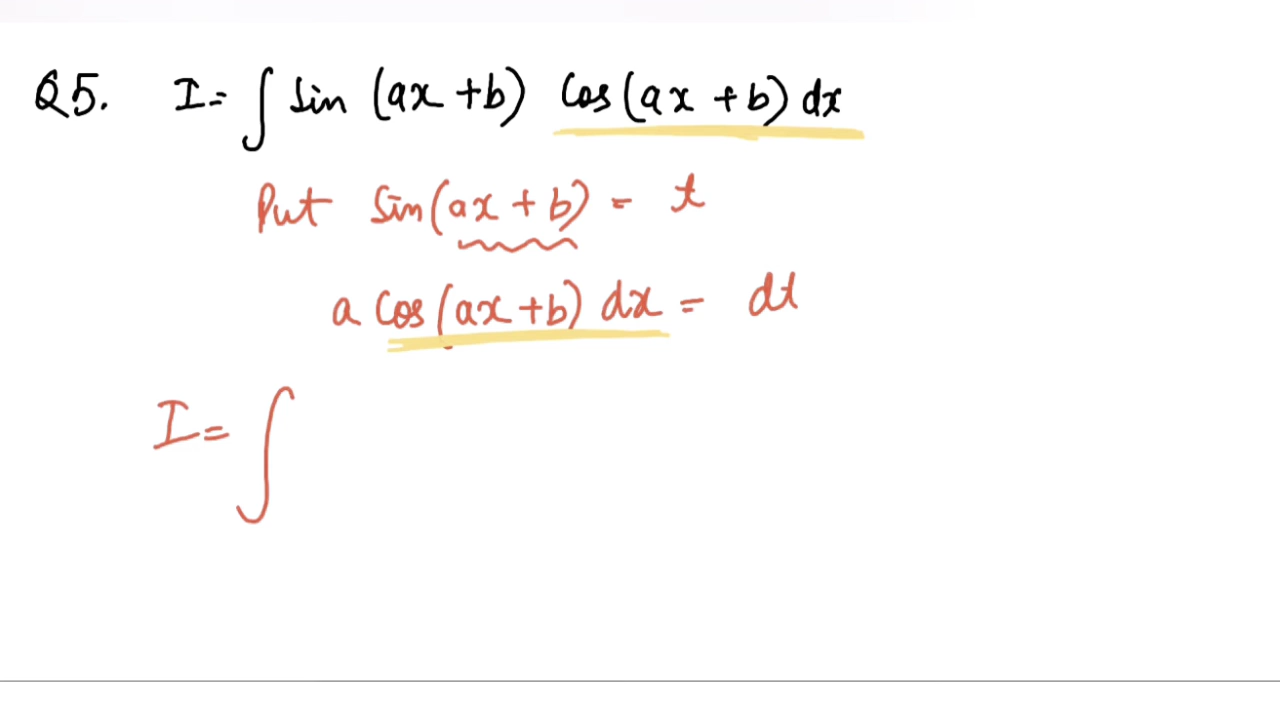 Q5. I = ∫ sin (ax + b) cos (ax + b) dx
Put sin(ax + b) = t
a cos (ax + b) dx = dt
I = ∫